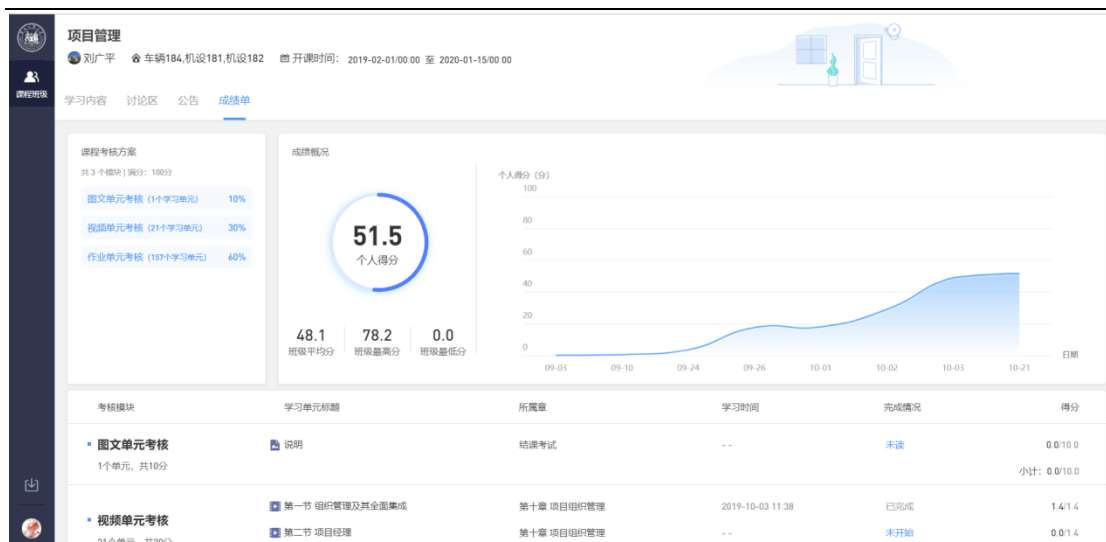 项目管理
刘广平 车辆184,机设181,机设182 开课时间： 2019-02-01/00:00 至 2020-01-15/00:00
课程班级
学习内容 讨论区 公告 成绩单
课程考核方案
共 3 个模块 | 满分：100分
图文单元考核（1个学习单元） 10%
视频单元考核（21个学习单元） 30%
作业单元考核（157个学习单元） 60%
成绩概况
51.5
个人得分
48.1 78.2 0.0
班级平均分 班级最高分 班级最低分
个人得分（分）
100
80
60
40
20
0
日期
09-03 09-10 09-24 09-26 10-01 10-02 10-03 10-21
考核模块 学习单元标题 所属章 学习时间 完成情况 得分
图文单元考核 说明 结课考试 - - 未读 0.0/10.0
1个单元，共10分
小计：0.0/10.0
第一节 组织管理及其全面集成 第十章 项目组织管理 2019-10-03 11:38 已完成 1.4/1.4
视频单元考核
第二节 项目经理 第十章 项目组织管理 - - 未开始 0.0/1.4
21个单元，共30分